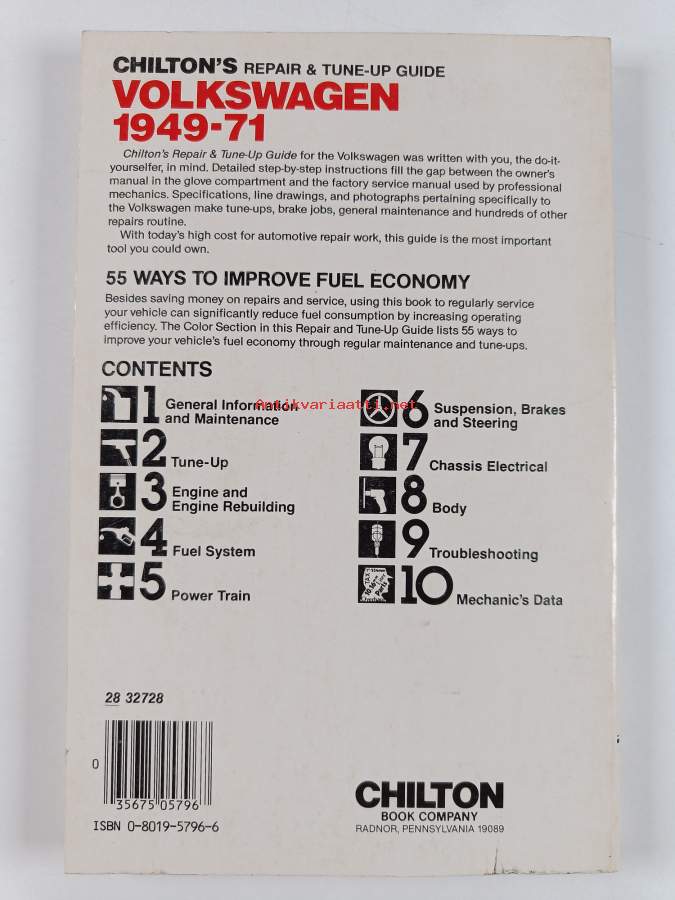 CHILTON'S REPAIR & TUNE-UP GUIDE
VOLKSWAGEN
1949-71
Chilton's Repair & Tune-Up Guide for the Volkswagen was written with you, the do-it-
yourselfer, in mind. Detailed step-by-step instructions fill the gap between the owner's
manual in the glove compartment and the factory service manual used by professional
mechanics. Specifications, line drawings, and photographs pertaining specifically to
the Volkswagen make tune-ups, brake jobs, general maintenance and hundreds of other
repairs routine.
With today's high cost for automotive repair work, this guide is the most important
tool you could own.
55 WAYS TO IMPROVE FUEL ECONOMY
Besides saving money on repairs and service, using this book to regularly service
your vehicle can significantly reduce fuel consumption by increasing operating
efficiency. The Color Section in this Repair and Tune-Up Guide lists 55 ways to
improve your vehicle's fuel economy through regular maintenance and tune-ups.
CONTENTS
1 General Information
and Maintenance
2 Tune-Up
3 Engine and
Engine Rebuilding
4 Fuel System
5 Power Train
6 Suspension, Brakes
and Steering
7 Chassis Electrical
8 Body
9 Troubleshooting
10 Mechanic's Data
Antikvariaatti.net
28 32728
0 35675 05796
ISBN 0-8019-5796-6
CHILTON
BOOK COMPANY
RADNOR, PENNSYLVANIA 19089